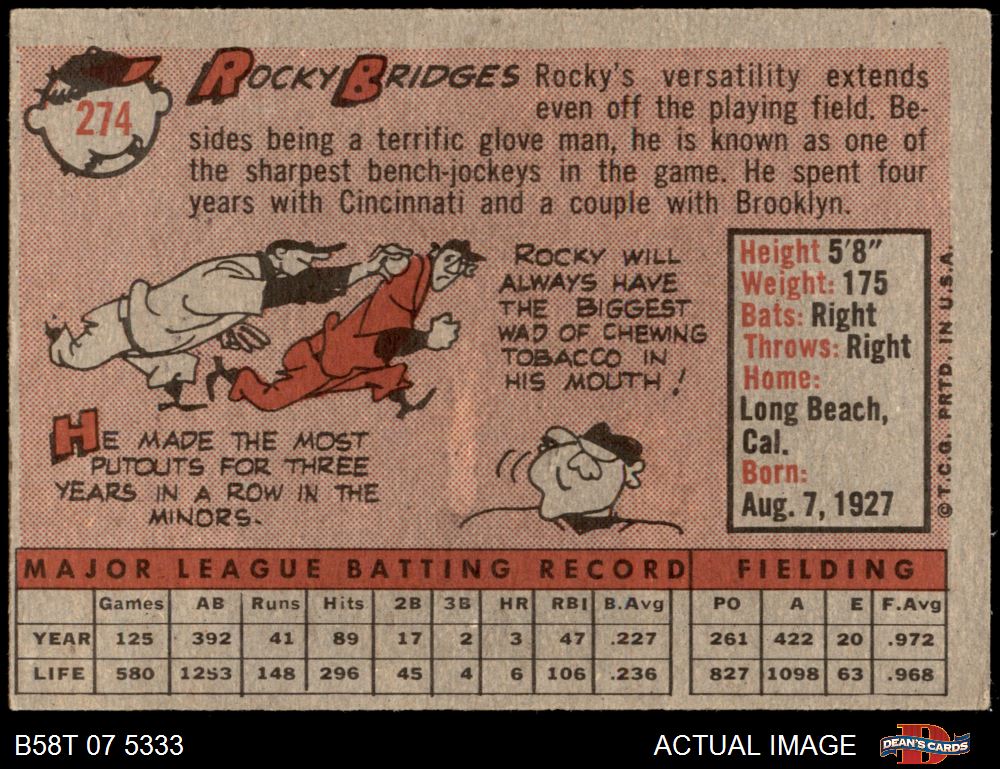 274
ROCKY BRIDGES
Rocky's versatility extends
even off the playing field. Be-
sides being a terrific glove man, he is known as one of
the sharpest bench-jockeys in the game. He spent four
years with Cincinnati and a couple with Brooklyn.
ROCKY WILL
ALWAYS HAVE
THE BIGGEST
WAD OF CHEWING
TOBACCO IN
HIS MOUTH!
HE MADE THE MOST
PUTOUTS FOR THREE
YEARS IN A ROW IN THE
MINORS.
Height 5'8"
Weight: 175
Bats: Right
Throws: Right
Home:
Long Beach,
Cal.
Born:
Aug. 7, 1927
© T.C.G. PRTD. IN U.S.A.
MAJOR LEAGUE BATTING RECORD FIELDING
Games AB Runs Hits 2B 3B HR RBI B.Avg PO A E F.Avg
YEAR 125 392 41 89 17 2 3 47 .227 261 422 20 .972
LIFE 580 1253 148 296 45 4 6 106 .236 827 1098 63 .968
B58T 07 5333 ACTUAL IMAGE DEAN'S CARDS